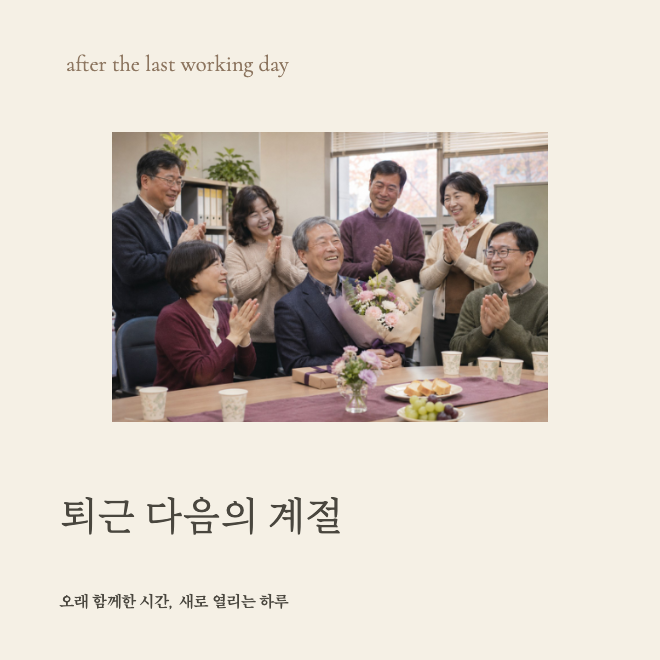 after the last working day
퇴근 다음의 계절
오래 함께한 시간, 새로 열리는 하루